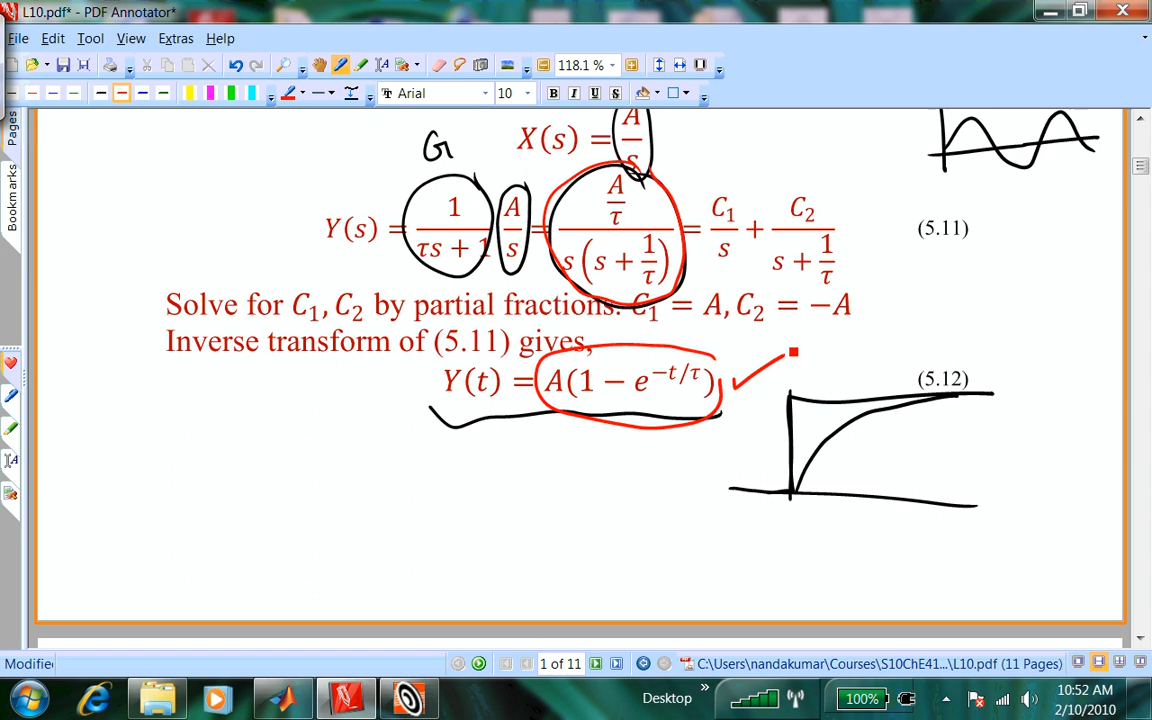 L10.pdf* - PDF Annotator*
File Edit Tool View Extras Help
118.1 %
Arial 10 B I U S
Pages
Bookmarks
G
X(s) = A/s
Y(s) = 1/(τs + 1) A/s = (A/τ)/(s(s + 1/τ)) = C₁/s + C₂/(s + 1/τ) (5.11)
Solve for C₁, C₂ by partial fractions. C₁ = A, C₂ = −A
Inverse transform of (5.11) gives,
Y(t) = A(1 − e^{−t/τ}) (5.12)
Modified
1 of 11
C:\Users\nandakumar\Courses\S10ChE41...\L10.pdf (11 Pages)
Desktop
»
100%
10:52 AM
2/10/2010